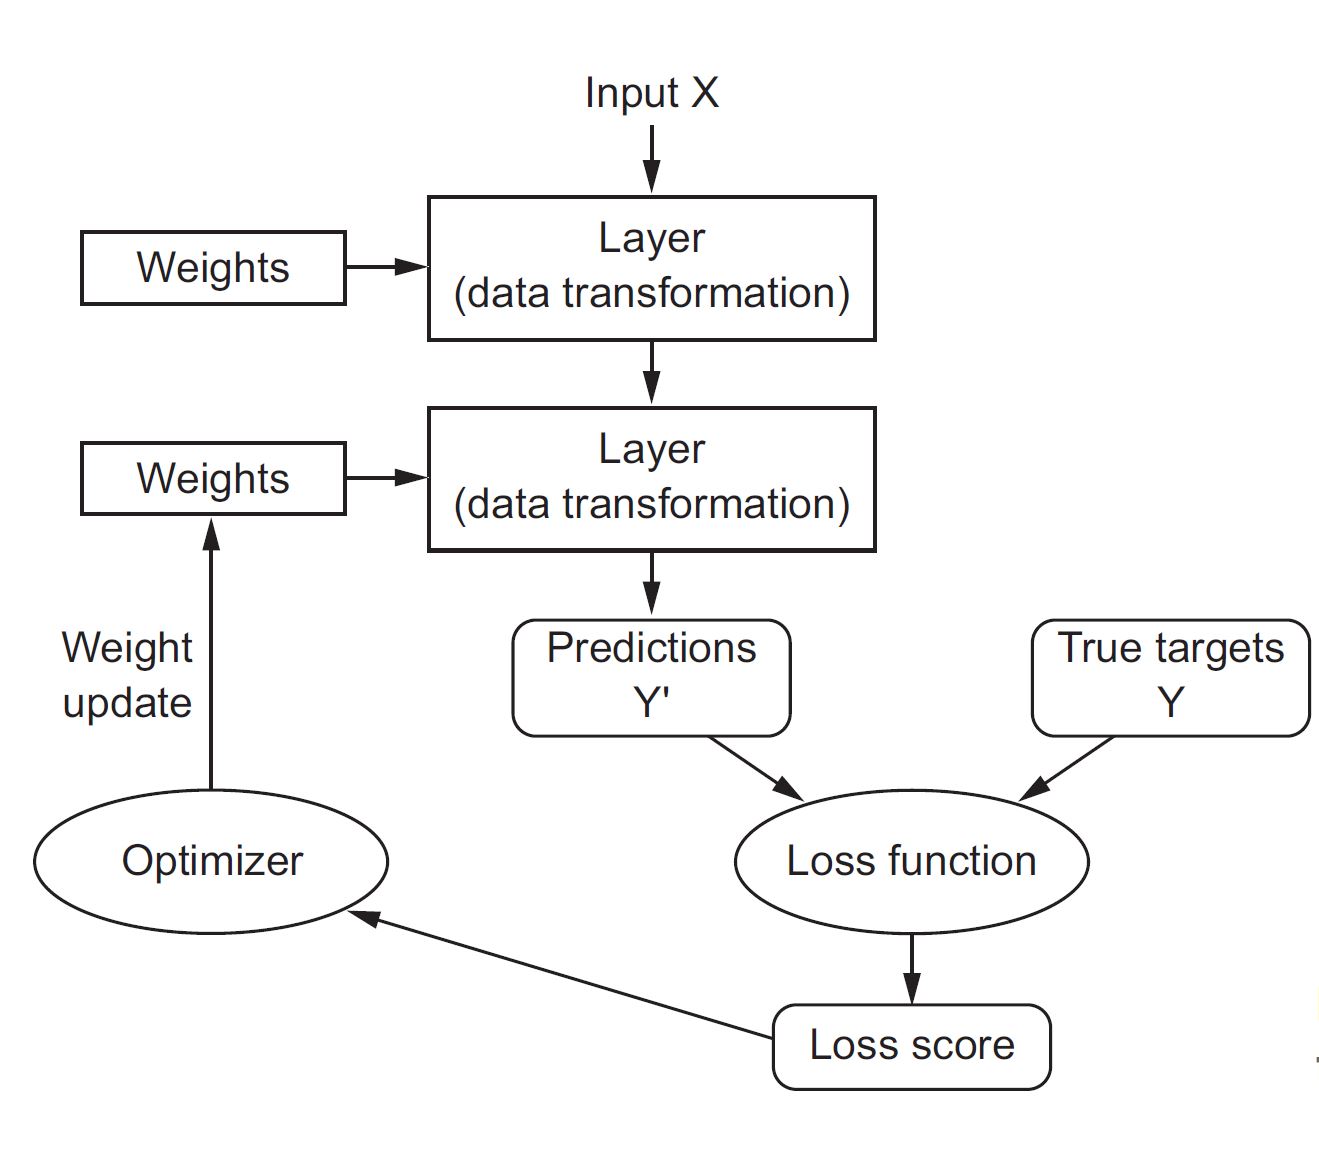 Input X
Weights
Layer
(data transformation)
Weights
Layer
(data transformation)
Weight
update
Predictions
Y'
True targets
Y
Optimizer
Loss function
Loss score